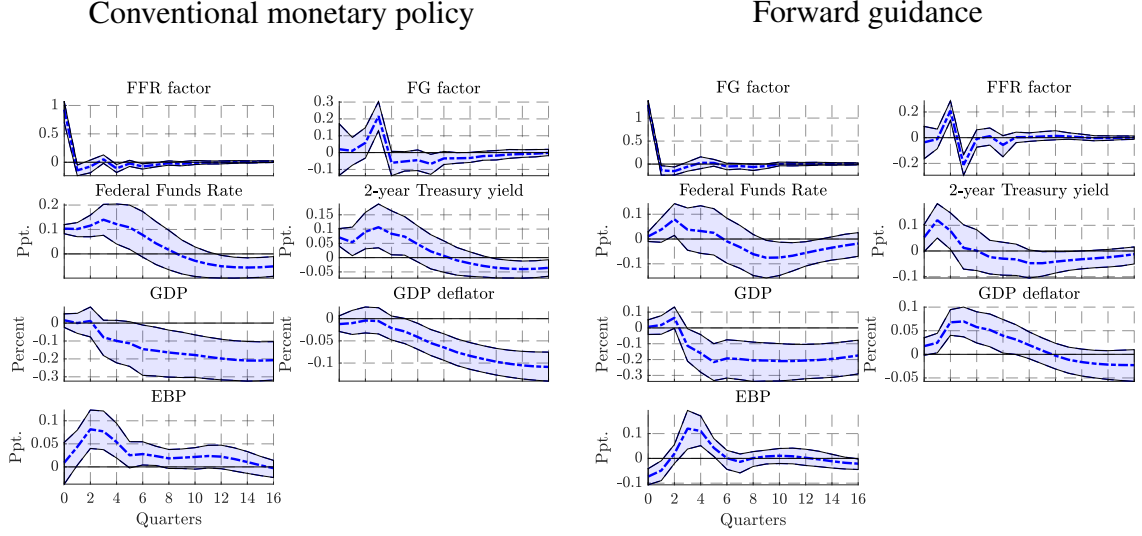 Conventional monetary policy
Forward guidance
FFR factor
1
0.5
0
FG factor
0.3
0.2
0.1
0
-0.1
Federal Funds Rate
Ppt.
0.2
0.1
0
2-year Treasury yield
Ppt.
0.15
0.10
0.05
0
-0.05
GDP
Percent
0
-0.1
-0.2
-0.3
GDP deflator
Percent
0
-0.05
-0.1
EBP
Ppt.
0.1
0.05
0
0 2 4 6 8 10 12 14 16
Quarters
FG factor
1
0.5
0
FFR factor
0.2
0
-0.2
Federal Funds Rate
Ppt.
0.1
0
-0.1
2-year Treasury yield
Ppt.
0.1
0
-0.1
GDP
Percent
0.1
0
-0.1
-0.2
-0.3
GDP deflator
Percent
0.1
0.05
0
-0.05
EBP
Ppt.
0.1
0
-0.1
0 2 4 6 8 10 12 14 16
Quarters